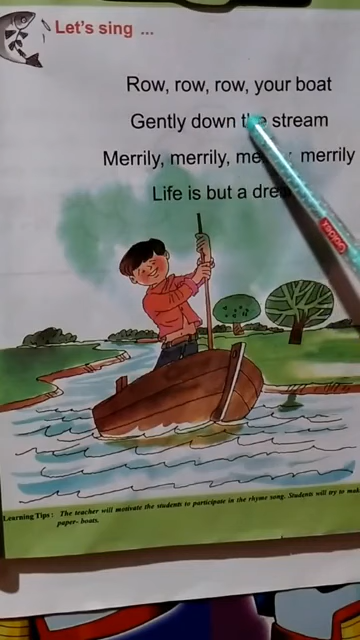 Let's sing ...
Row, row, row, your boat
Gently down the stream
Merrily, merrily, merrily
Life is but a
Learning Tips : The teacher will motivate the students to participate in the rhyme song. Students will try to
paper- boats.